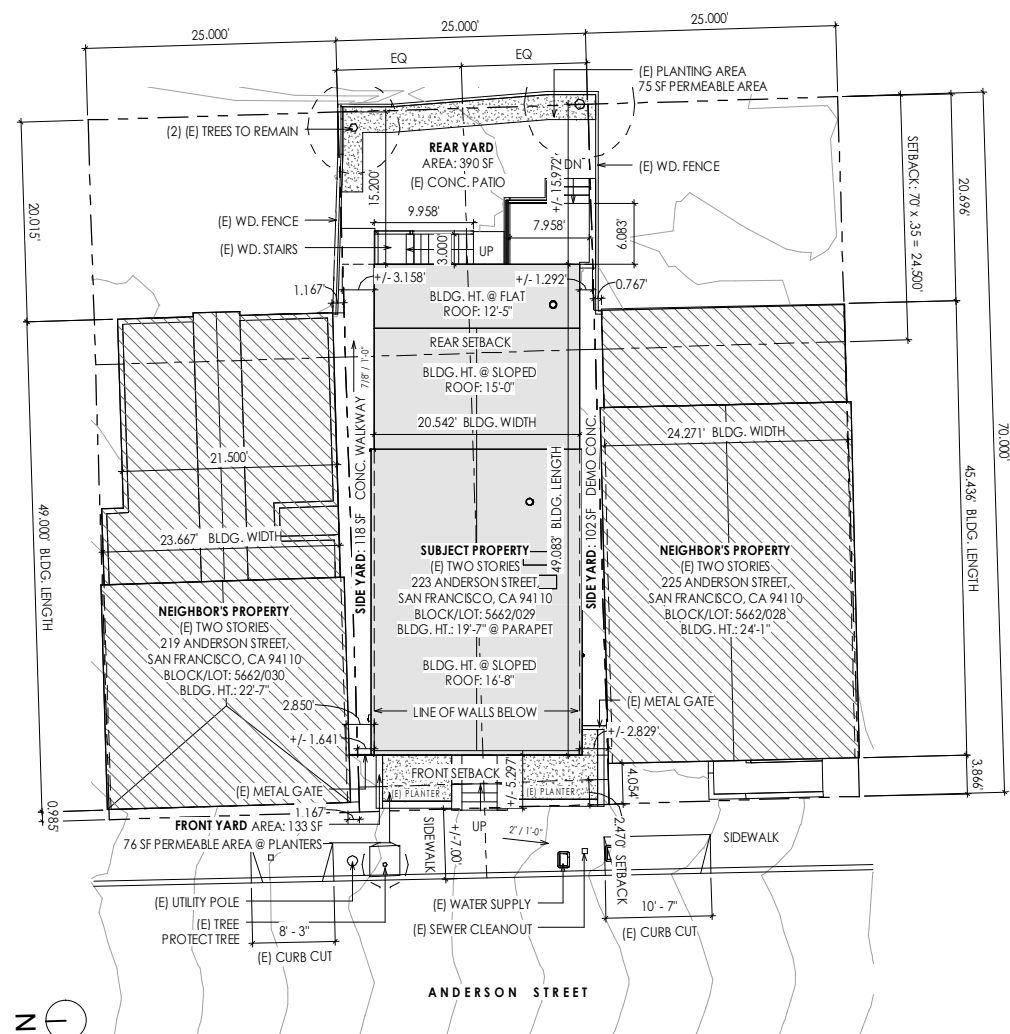 25.000'
25.000'
25.000'
EQ
EQ
(E) PLANTING AREA
75 SF PERMEABLE AREA
(2) (E) TREES TO REMAIN
REAR YARD
AREA: 390 SF
(E) CONC. PATIO
DN
(E) WD. FENCE
SETBACK: 70' x .35 = 24.500'
20.696'
20.015'
15.200'
+/- 15.972'
(E) WD. FENCE
9.958'
7.958'
6.083'
(E) WD. STAIRS
3.000'
UP
+/- 3.158'
+/- 1.292'
1.167'
0.767'
BLDG. HT. @ FLAT
ROOF: 12'-5"
REAR SETBACK
BLDG. HT. @ SLOPED
ROOF: 15'-0"
7/8" / 1'-0"
20.542' BLDG. WIDTH
24.271' BLDG. WIDTH
70.000'
21.500'
SIDE YARD: 118 SF CONC. WALKWAY
49.083' BLDG. LENGTH
SIDE YARD: 102 SF DEMO CONC.
45.436' BLDG. LENGTH
49.000' BLDG. LENGTH
23.667' BLDG. WIDTH
SUBJECT PROPERTY
(E) TWO STORIES
223 ANDERSON STREET,
SAN FRANCISCO, CA 94110
BLOCK/LOT: 5662/029
BLDG. HT.: 19'-7" @ PARAPET
NEIGHBOR'S PROPERTY
(E) TWO STORIES
225 ANDERSON STREET,
SAN FRANCISCO, CA 94110
BLOCK/LOT: 5662/028
BLDG. HT.: 24'-1"
NEIGHBOR'S PROPERTY
(E) TWO STORIES
219 ANDERSON STREET,
SAN FRANCISCO, CA 94110
BLOCK/LOT: 5662/030
BLDG. HT.: 22'-7"
BLDG. HT. @ SLOPED
ROOF: 16'-8"
2.850'
LINE OF WALLS BELOW
(E) METAL GATE
+/- 1.641'
+/- 2.829'
FRONT SETBACK
+/- 5.297'
4.054'
3.866'
(E) METAL GATE
(E) PLANTER
(E) PLANTER
0.985'
1.167'
FRONT YARD AREA: 133 SF
76 SF PERMEABLE AREA @ PLANTERS
SIDEWALK
+/-7.00'
UP
2" / 1'-0"
2.470' SETBACK
SIDEWALK
(E) UTILITY POLE
(E) TREE
PROTECT TREE
8' - 3"
(E) CURB CUT
(E) WATER SUPPLY
(E) SEWER CLEANOUT
10' - 7"
(E) CURB CUT
ANDERSON STREET
N